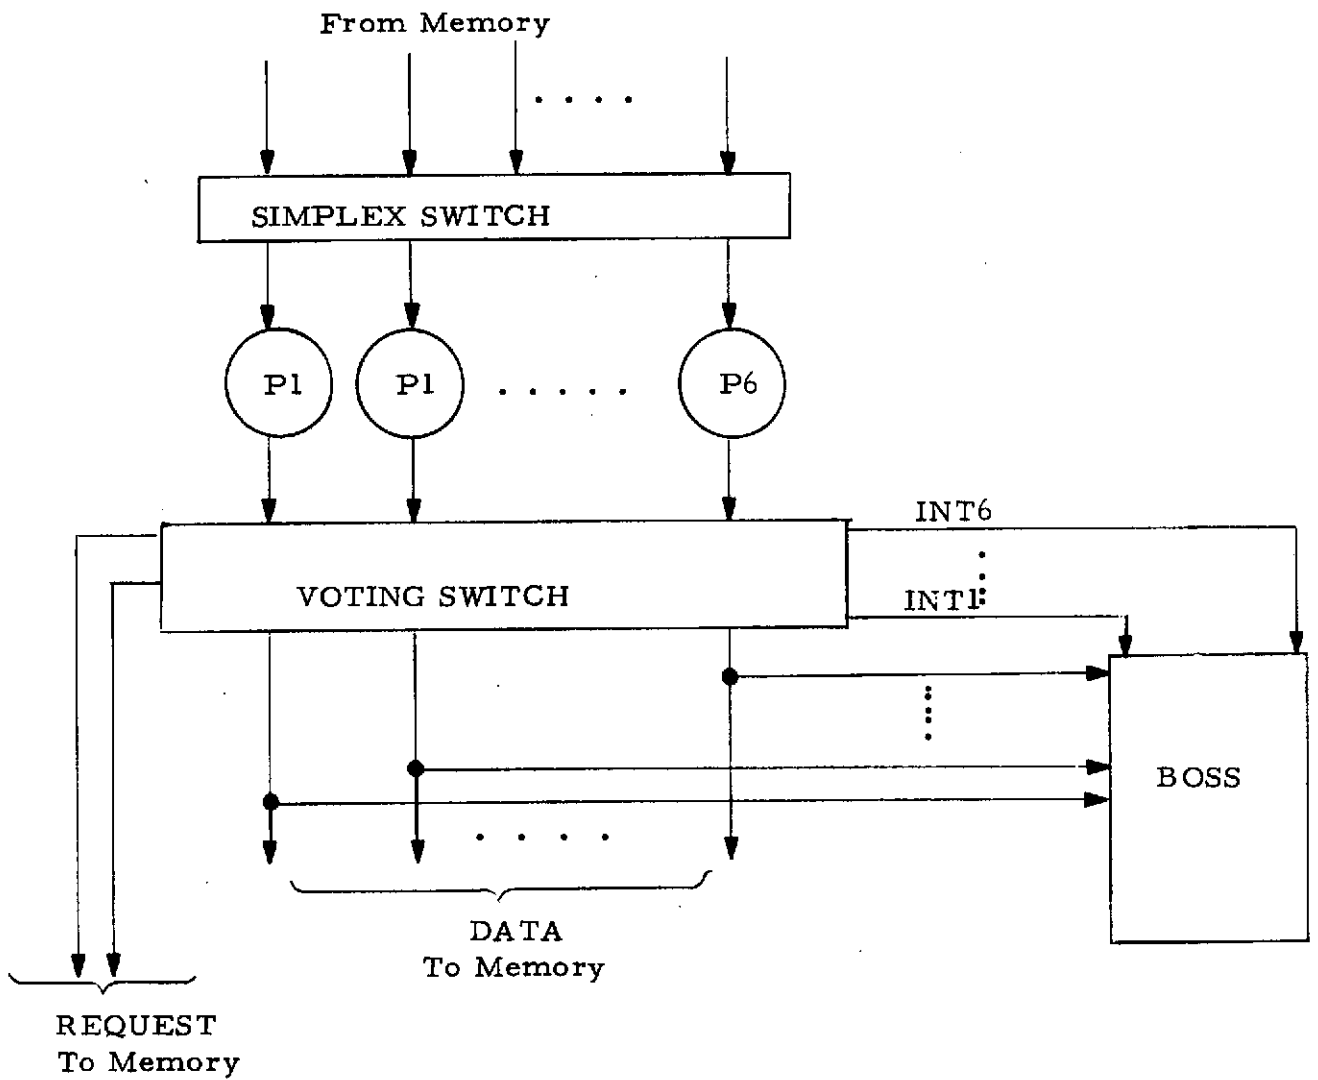 From Memory
SIMPLEX SWITCH
P1
P1
P6
INT6
VOTING SWITCH
INT1
BOSS
DATA
To Memory
REQUEST
To Memory